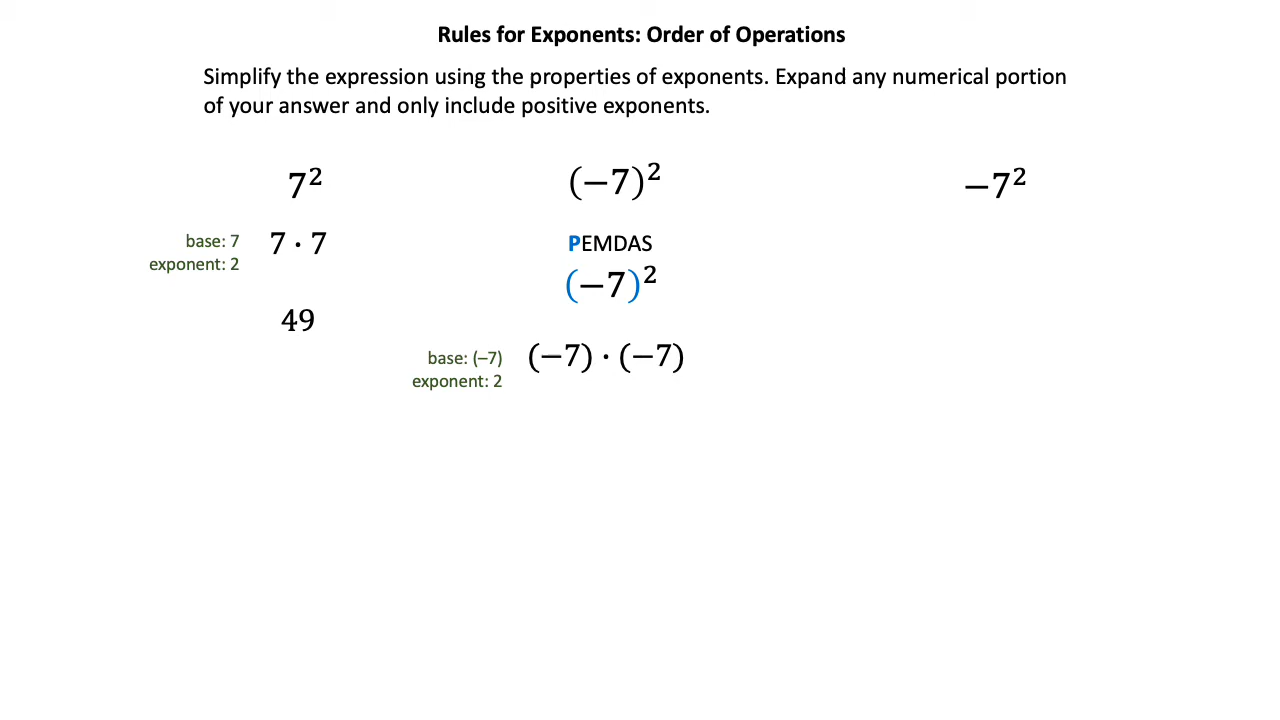 Rules for Exponents: Order of Operations
Simplify the expression using the properties of exponents. Expand any numerical portion
of your answer and only include positive exponents.
7²
base: 7
exponent: 2
7 · 7
49
(−7)²
PEMDAS
(−7)²
base: (–7)
exponent: 2
(−7) · (−7)
−7²